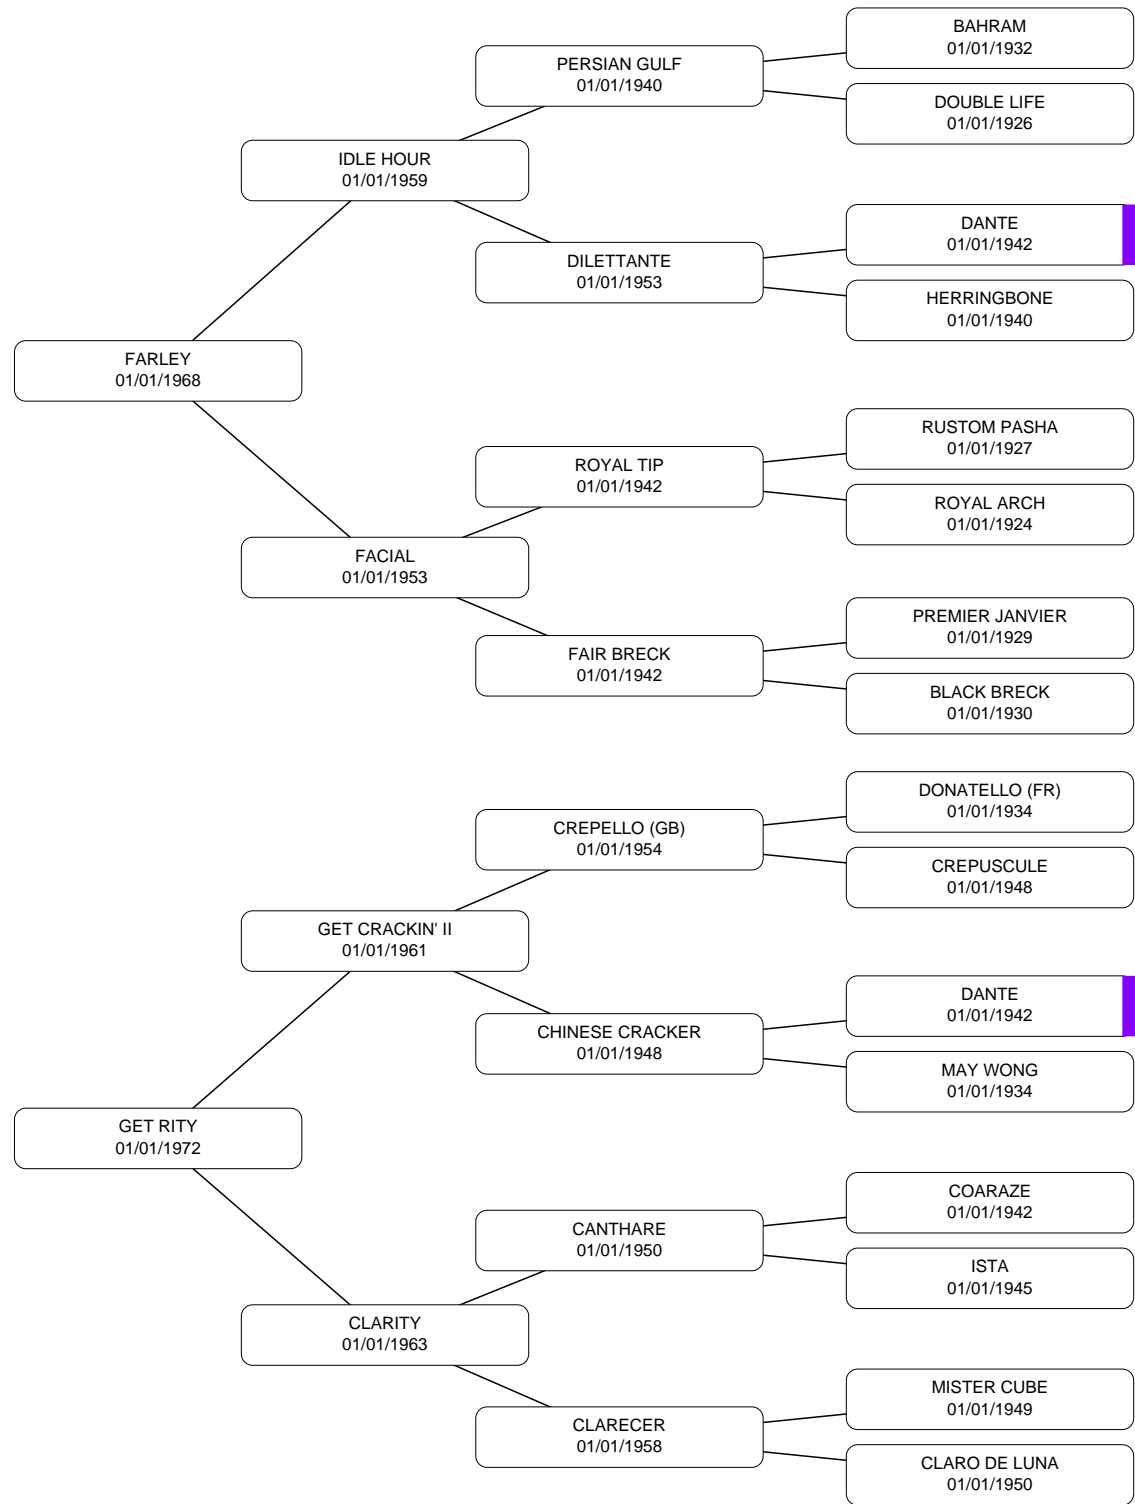 BAHRAM
01/01/1932
PERSIAN GULF
01/01/1940
DOUBLE LIFE
01/01/1926
IDLE HOUR
01/01/1959
DANTE
01/01/1942
DILETTANTE
01/01/1953
HERRINGBONE
01/01/1940
FARLEY
01/01/1968
RUSTOM PASHA
01/01/1927
ROYAL TIP
01/01/1942
ROYAL ARCH
01/01/1924
FACIAL
01/01/1953
PREMIER JANVIER
01/01/1929
FAIR BRECK
01/01/1942
BLACK BRECK
01/01/1930
DONATELLO (FR)
01/01/1934
CREPELLO (GB)
01/01/1954
CREPUSCULE
01/01/1948
GET CRACKIN' II
01/01/1961
DANTE
01/01/1942
CHINESE CRACKER
01/01/1948
MAY WONG
01/01/1934
GET RITY
01/01/1972
COARAZE
01/01/1942
CANTHARE
01/01/1950
ISTA
01/01/1945
CLARITY
01/01/1963
MISTER CUBE
01/01/1949
CLARECER
01/01/1958
CLARO DE LUNA
01/01/1950